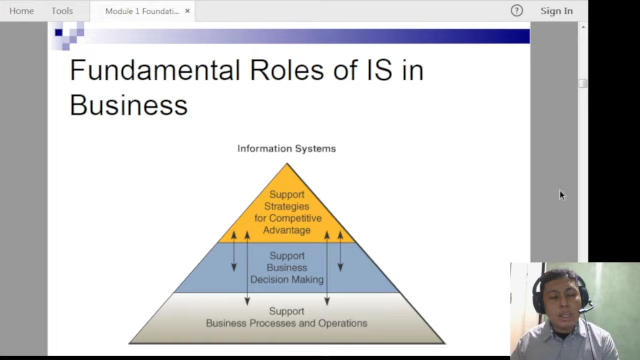 Home Tools Module 1 Foundati... × ? Sign In
Fundamental Roles of IS in
Business
Information Systems
Support
Strategies
for Competitive
Advantage
Support
Business
Decision Making
Support
Business Processes and Operations